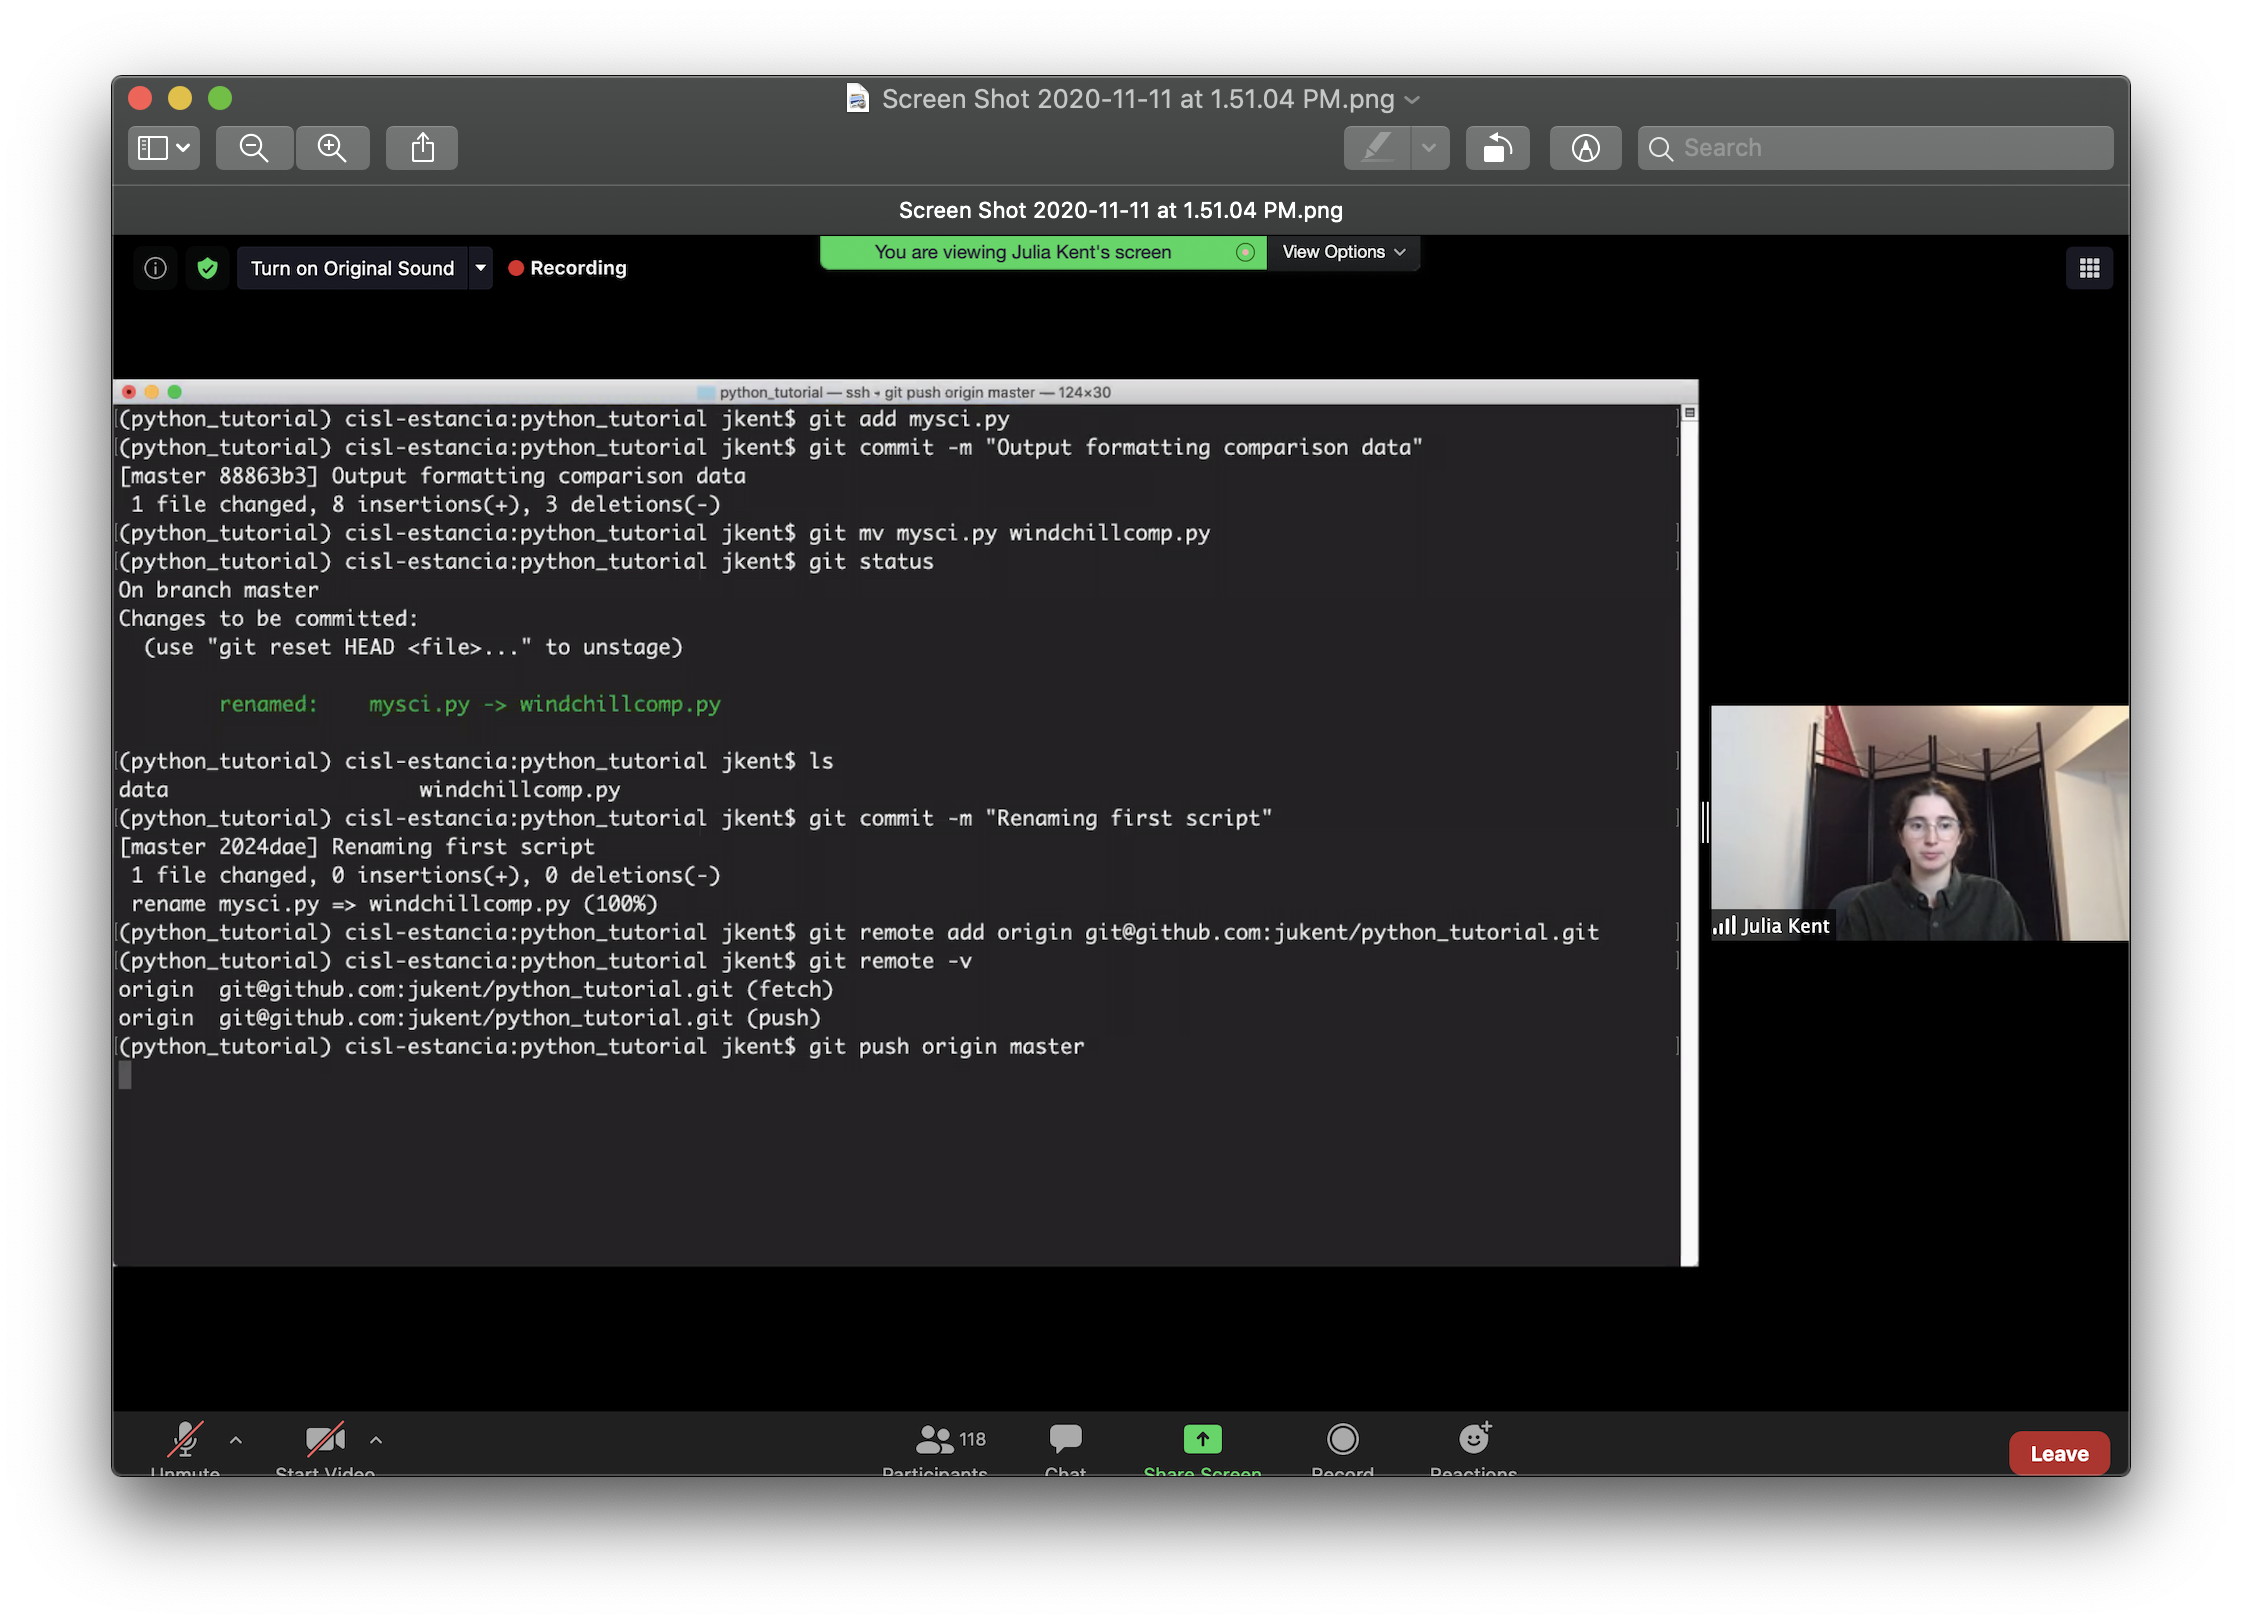 Screen Shot 2020-11-11 at 1.51.04 PM.png
Search
Screen Shot 2020-11-11 at 1.51.04 PM.png
Turn on Original Sound
Recording
You are viewing Julia Kent's screen
View Options
python_tutorial — ssh ◂ git push origin master — 124×30
(python_tutorial) cisl-estancia:python_tutorial jkent$ git add mysci.py
(python_tutorial) cisl-estancia:python_tutorial jkent$ git commit -m "Output formatting comparison data"
[master 88863b3] Output formatting comparison data
1 file changed, 8 insertions(+), 3 deletions(-)
(python_tutorial) cisl-estancia:python_tutorial jkent$ git mv mysci.py windchillcomp.py
(python_tutorial) cisl-estancia:python_tutorial jkent$ git status
On branch master
Changes to be committed:
(use "git reset HEAD <file>..." to unstage)
renamed:    mysci.py -> windchillcomp.py
(python_tutorial) cisl-estancia:python_tutorial jkent$ ls
data                    windchillcomp.py
(python_tutorial) cisl-estancia:python_tutorial jkent$ git commit -m "Renaming first script"
[master 2024dae] Renaming first script
1 file changed, 0 insertions(+), 0 deletions(-)
rename mysci.py => windchillcomp.py (100%)
(python_tutorial) cisl-estancia:python_tutorial jkent$ git remote add origin git@github.com:jukent/python_tutorial.git
(python_tutorial) cisl-estancia:python_tutorial jkent$ git remote -v
origin  git@github.com:jukent/python_tutorial.git (fetch)
origin  git@github.com:jukent/python_tutorial.git (push)
(python_tutorial) cisl-estancia:python_tutorial jkent$ git push origin master
Julia Kent
118
Unmute
Start Video
Participants
Chat
Share Screen
Record
Reactions
Leave